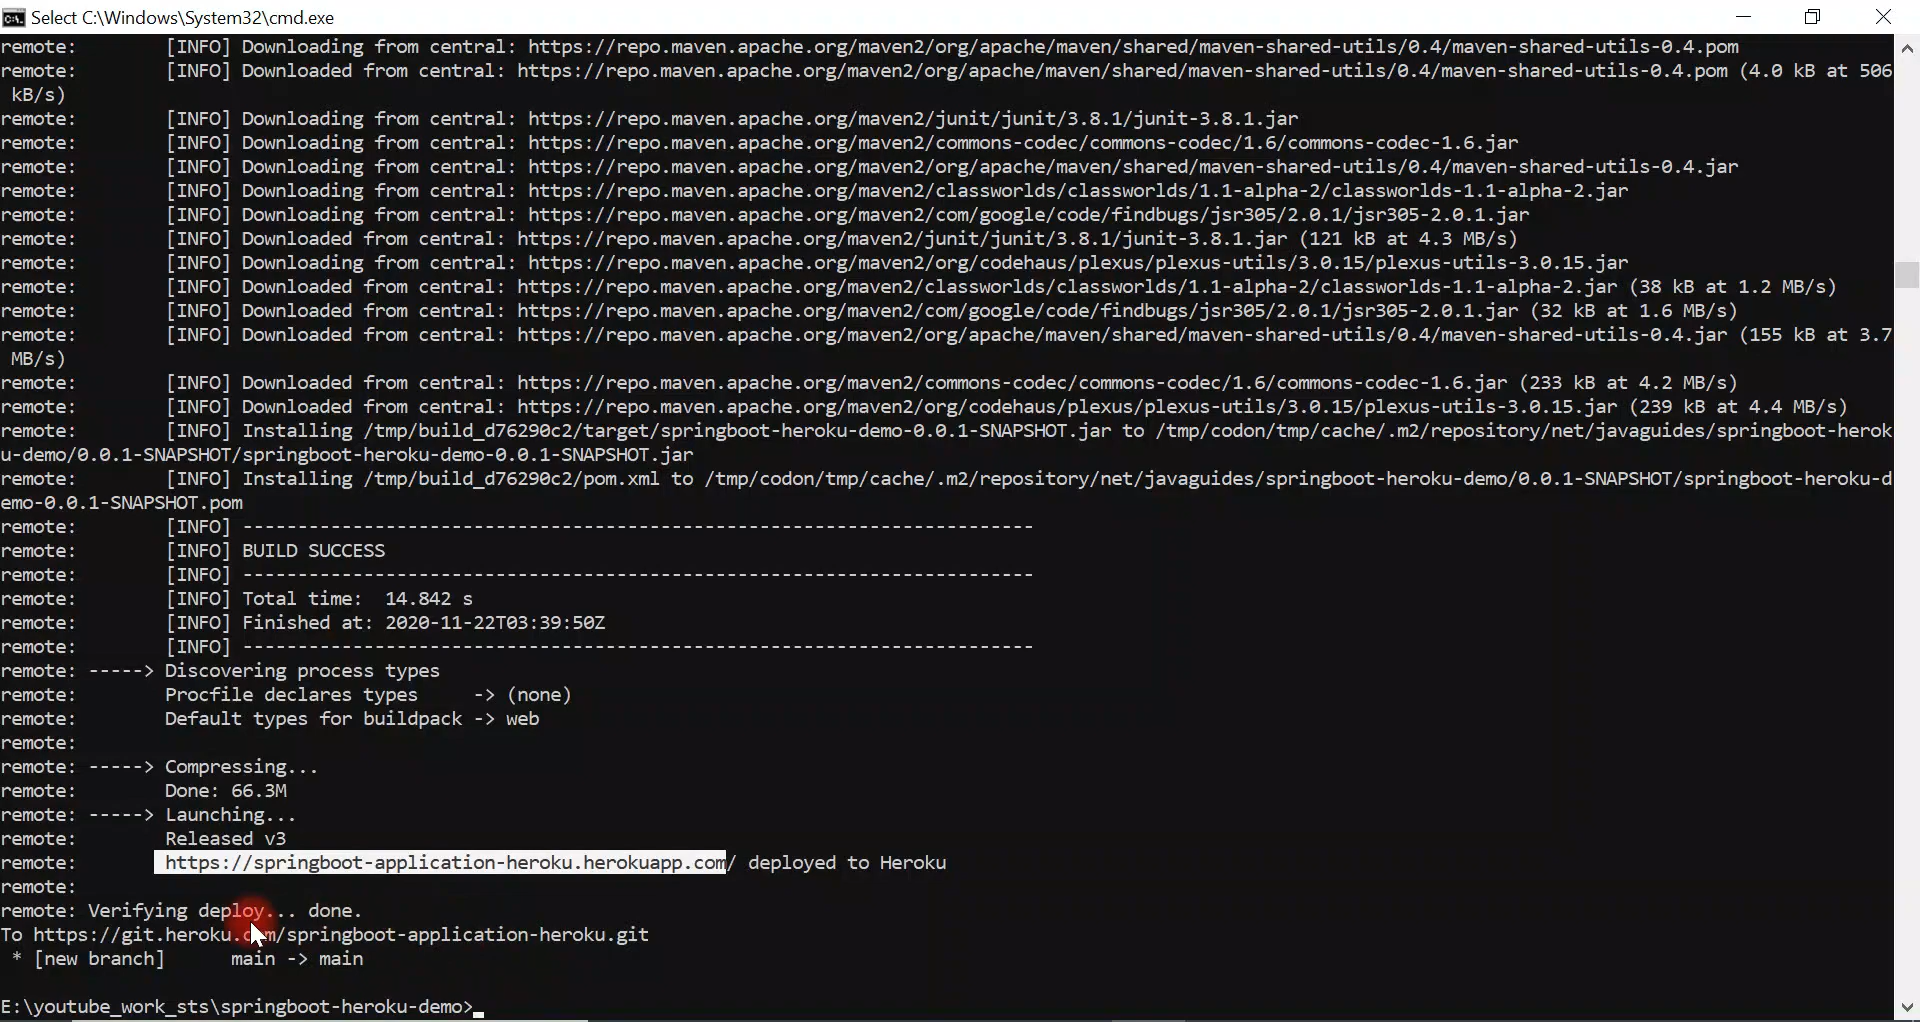 Select C:\Windows\System32\cmd.exe
remote:        [INFO] Downloading from central: https://repo.maven.apache.org/maven2/org/apache/maven/shared/maven-shared-utils/0.4/maven-shared-utils-0.4.pom
remote:        [INFO] Downloaded from central: https://repo.maven.apache.org/maven2/org/apache/maven/shared/maven-shared-utils/0.4/maven-shared-utils-0.4.pom (4.0 kB at 506
 kB/s)
remote:        [INFO] Downloading from central: https://repo.maven.apache.org/maven2/junit/junit/3.8.1/junit-3.8.1.jar
remote:        [INFO] Downloading from central: https://repo.maven.apache.org/maven2/commons-codec/commons-codec/1.6/commons-codec-1.6.jar
remote:        [INFO] Downloading from central: https://repo.maven.apache.org/maven2/org/apache/maven/shared/maven-shared-utils/0.4/maven-shared-utils-0.4.jar
remote:        [INFO] Downloading from central: https://repo.maven.apache.org/maven2/classworlds/classworlds/1.1-alpha-2/classworlds-1.1-alpha-2.jar
remote:        [INFO] Downloading from central: https://repo.maven.apache.org/maven2/com/google/code/findbugs/jsr305/2.0.1/jsr305-2.0.1.jar
remote:        [INFO] Downloaded from central: https://repo.maven.apache.org/maven2/junit/junit/3.8.1/junit-3.8.1.jar (121 kB at 4.3 MB/s)
remote:        [INFO] Downloading from central: https://repo.maven.apache.org/maven2/org/codehaus/plexus/plexus-utils/3.0.15/plexus-utils-3.0.15.jar
remote:        [INFO] Downloaded from central: https://repo.maven.apache.org/maven2/classworlds/classworlds/1.1-alpha-2/classworlds-1.1-alpha-2.jar (38 kB at 1.2 MB/s)
remote:        [INFO] Downloaded from central: https://repo.maven.apache.org/maven2/com/google/code/findbugs/jsr305/2.0.1/jsr305-2.0.1.jar (32 kB at 1.6 MB/s)
remote:        [INFO] Downloaded from central: https://repo.maven.apache.org/maven2/org/apache/maven/shared/maven-shared-utils/0.4/maven-shared-utils-0.4.jar (155 kB at 3.7
 MB/s)
remote:        [INFO] Downloaded from central: https://repo.maven.apache.org/maven2/commons-codec/commons-codec/1.6/commons-codec-1.6.jar (233 kB at 4.2 MB/s)
remote:        [INFO] Downloaded from central: https://repo.maven.apache.org/maven2/org/codehaus/plexus/plexus-utils/3.0.15/plexus-utils-3.0.15.jar (239 kB at 4.4 MB/s)
remote:        [INFO] Installing /tmp/build_d76290c2/target/springboot-heroku-demo-0.0.1-SNAPSHOT.jar to /tmp/codon/tmp/cache/.m2/repository/net/javaguides/springboot-herok
u-demo/0.0.1-SNAPSHOT/springboot-heroku-demo-0.0.1-SNAPSHOT.jar
remote:        [INFO] Installing /tmp/build_d76290c2/pom.xml to /tmp/codon/tmp/cache/.m2/repository/net/javaguides/springboot-heroku-demo/0.0.1-SNAPSHOT/springboot-heroku-d
emo-0.0.1-SNAPSHOT.pom
remote:        [INFO] ------------------------------------------------------------------------
remote:        [INFO] BUILD SUCCESS
remote:        [INFO] ------------------------------------------------------------------------
remote:        [INFO] Total time:  14.842 s
remote:        [INFO] Finished at: 2020-11-22T03:39:50Z
remote:        [INFO] ------------------------------------------------------------------------
remote: -----> Discovering process types
remote:        Procfile declares types     -> (none)
remote:        Default types for buildpack -> web
remote:
remote: -----> Compressing...
remote:        Done: 66.3M
remote: -----> Launching...
remote:        Released v3
remote:        https://springboot-application-heroku.herokuapp.com/ deployed to Heroku
remote:
remote: Verifying deploy... done.
To https://git.heroku.com/springboot-application-heroku.git
 * [new branch]      main -> main
E:\youtube_work_sts\springboot-heroku-demo>